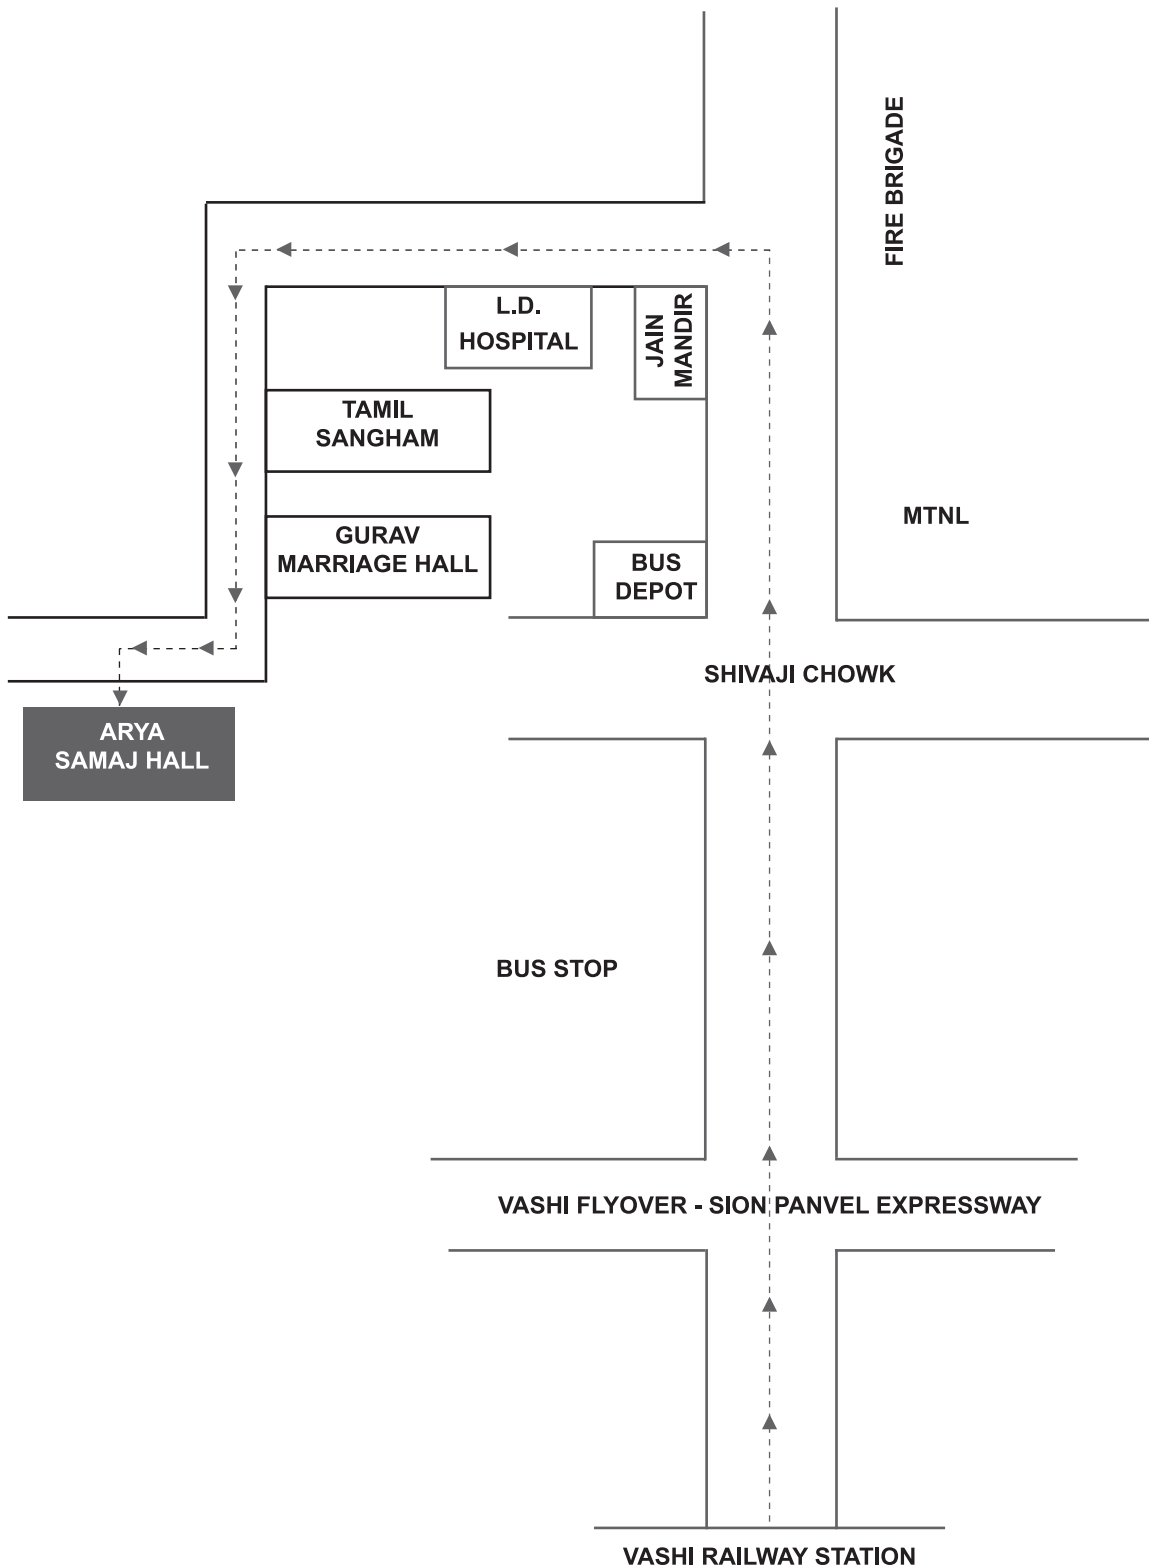 FIRE BRIGADE
L.D.
HOSPITAL
JAIN
MANDIR
TAMIL
SANGHAM
MTNL
GURAV
MARRIAGE HALL
BUS
DEPOT
SHIVAJI CHOWK
ARYA
SAMAJ HALL
BUS STOP
VASHI FLYOVER - SION PANVEL EXPRESSWAY
VASHI RAILWAY STATION